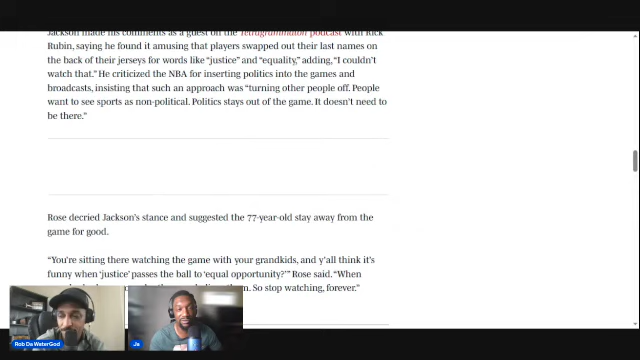 Jackson made his comments as a guest on the Tetragrammaton podcast with Rick
Rubin, saying he found it amusing that players swapped out their last names on
the back of their jerseys for words like “justice” and “equality,” adding, “I couldn’t
watch that.” He criticized the NBA for inserting politics into the games and
broadcasts, insisting that such an approach was “turning other people off. People
want to see sports as non-political. Politics stays out of the game. It doesn’t need to
be there.”
Rose decried Jackson’s stance and suggested the 77-year-old stay away from the
game for good.
“You’re sitting there watching the game with your grandkids, and y’all think it’s
funny when ‘justice’ passes the ball to ‘equal opportunity?’” Rose said. “When
So stop watching, forever.”
Rob Da WaterGod
Ja